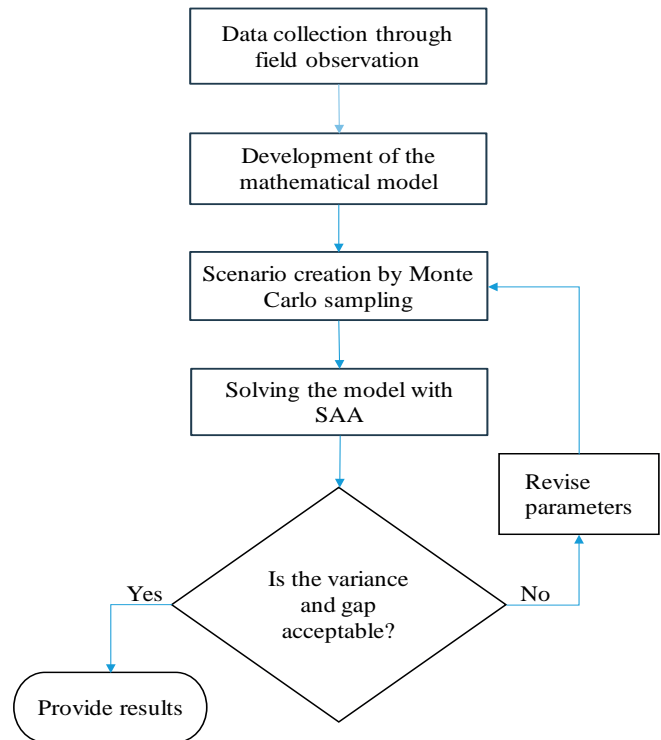 Data collection through
field observation
Development of the
mathematical model
Scenario creation by Monte
Carlo sampling
Solving the model with
SAA
Revise
parameters
Is the variance
and gap
acceptable?
Yes
No
Provide results